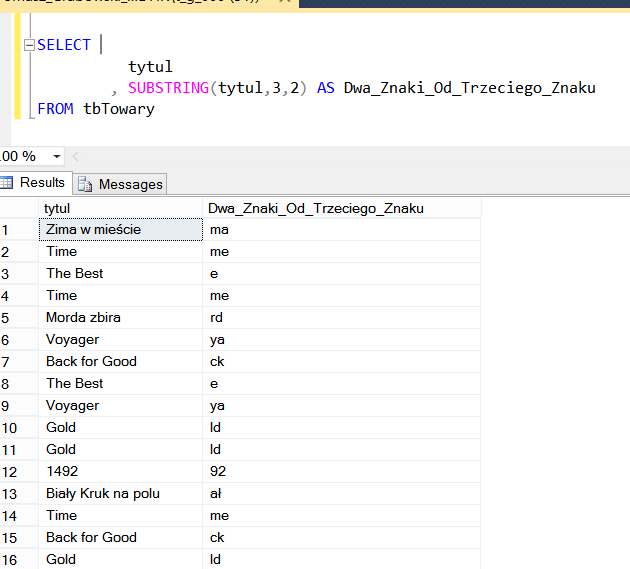 SELECT
tytul
, SUBSTRING(tytul,3,2) AS Dwa_Znaki_Od_Trzeciego_Znaku
FROM tbTowary
.00 %
Results Messages
tytul Dwa_Znaki_Od_Trzeciego_Znaku
1 Zima w mieście ma
2 Time me
3 The Best e
4 Time me
5 Morda zbira rd
6 Voyager ya
7 Back for Good ck
8 The Best e
9 Voyager ya
10 Gold ld
11 Gold ld
12 1492 92
13 Biały Kruk na polu ał
14 Time me
15 Back for Good ck
16 Gold ld